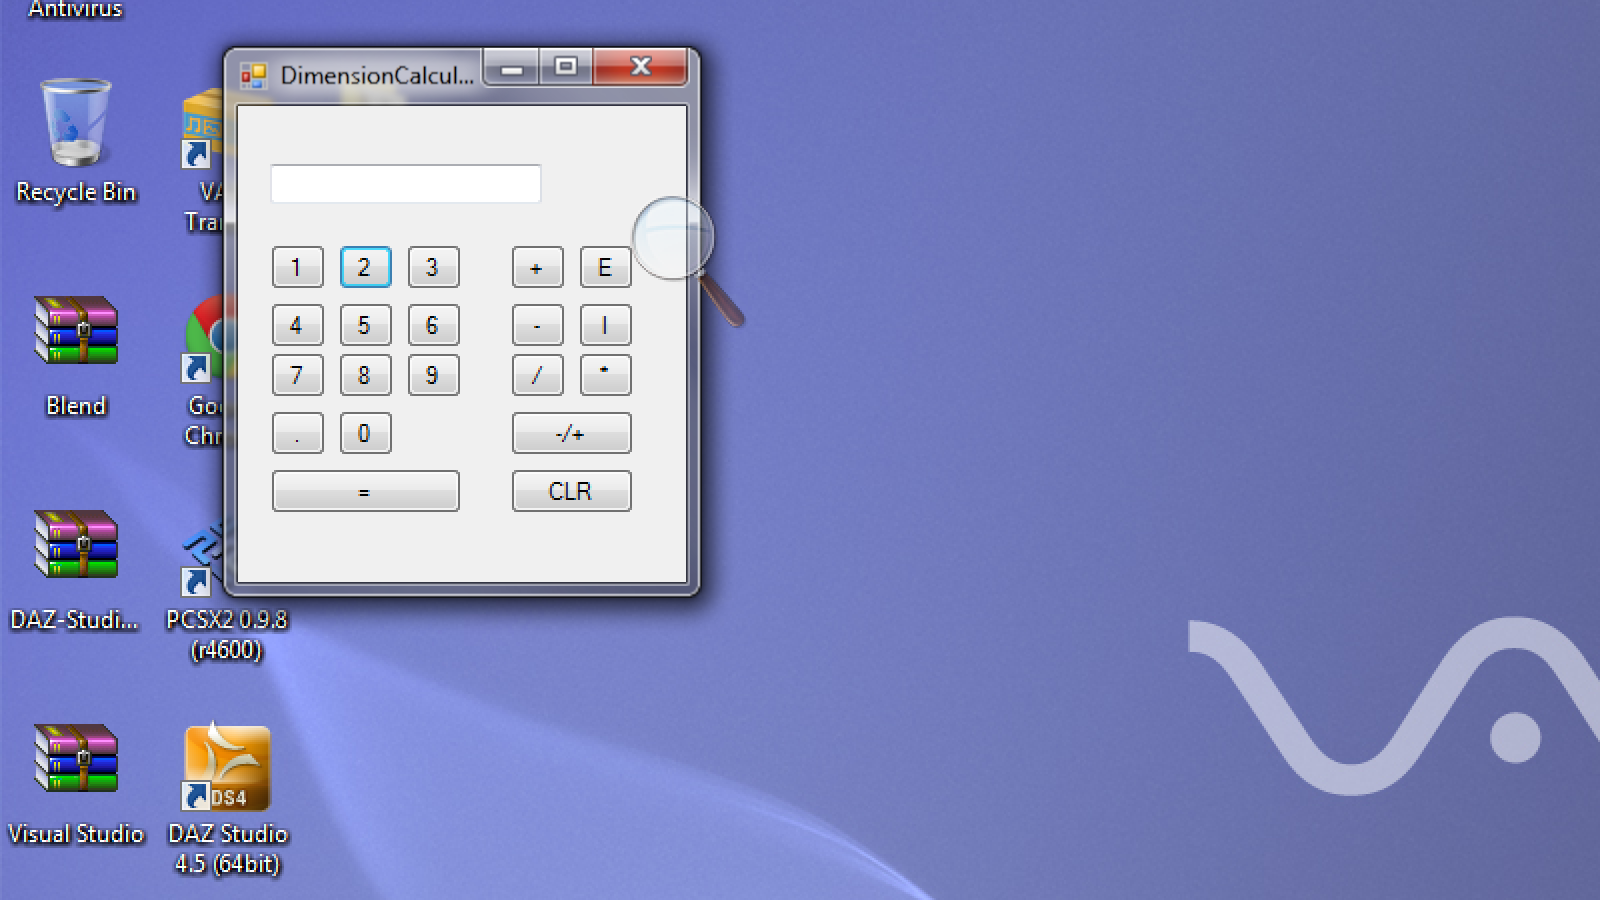 Antivirus
Recycle Bin
Blend
DAZ-Studi...
PCSX2 0.9.8
(r4600)
Visual Studio
DAZ Studio
4.5 (64bit)
DS4
DimensionCalcul...
1 2 3 + E
4 5 6 - I
7 8 9 / *
. 0 -/+
= CLR